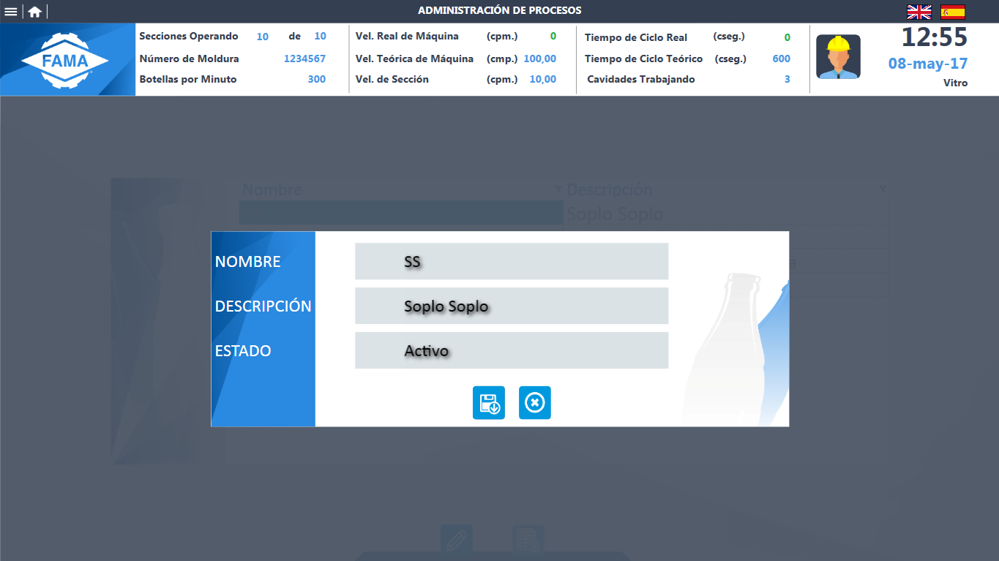 ADMINISTRACIÓN DE PROCESOS
FAMA
Secciones Operando 10 de 10
Número de Moldura 1234567
Botellas por Minuto 300
Vel. Real de Máquina (cpm.) 0
Vel. Teórica de Máquina (cmp.) 100,00
Vel. de Sección (cpm.) 10,00
Tiempo de Ciclo Real (cseg.) 0
Tiempo de Ciclo Teórico (cseg.) 600
Cavidades Trabajando 3
12:55
08-may-17
Vitro
Nombre Descripción
Soplo Soplo
NOMBRE SS
DESCRIPCIÓN Soplo Soplo
ESTADO Activo